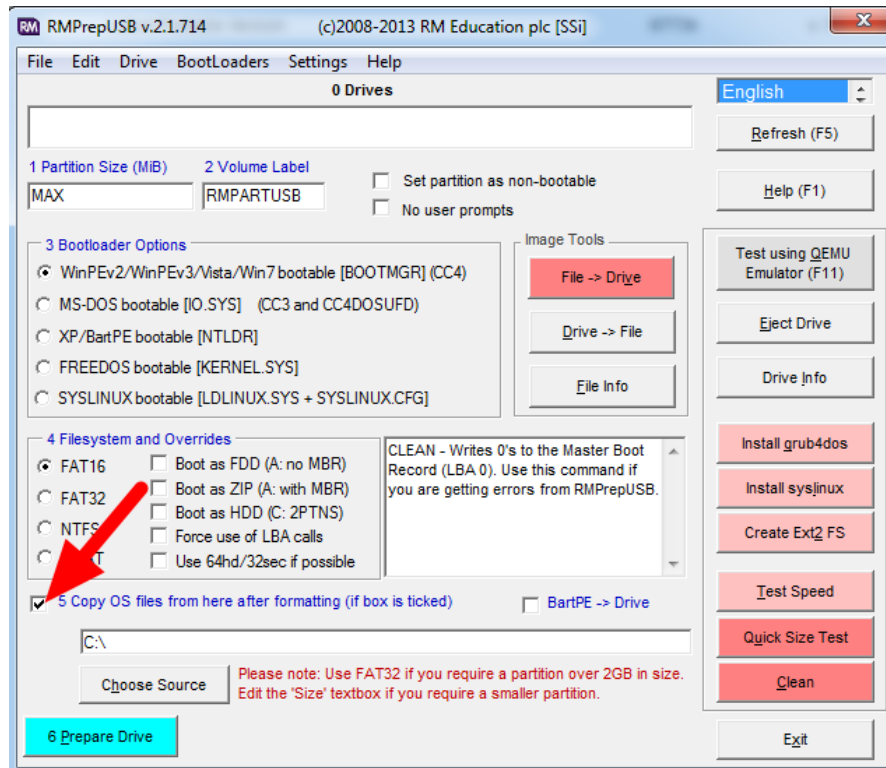 RM RMPrepUSB v.2.1.714 (c)2008-2013 RM Education plc [SSi]
File Edit Drive BootLoaders Settings Help
0 Drives
English
Refresh (F5)
1 Partition Size (MiB) 2 Volume Label
MAX RMPARTUSB
Set partition as non-bootable
No user prompts
Help (F1)
3 Bootloader Options
WinPEv2/WinPEv3/Vista/Win7 bootable [BOOTMGR] (CC4)
MS-DOS bootable [IO.SYS] (CC3 and CC4DOSUFD)
XP/BartPE bootable [NTLDR]
FREEDOS bootable [KERNEL.SYS]
SYSLINUX bootable [LDLINUX.SYS + SYSLINUX.CFG]
Image Tools
File -> Drive
Drive -> File
File Info
Test using QEMU
Emulator (F11)
Eject Drive
Drive Info
4 Filesystem and Overrides
FAT16
FAT32
NTFS
Boot as FDD (A: no MBR)
Boot as ZIP (A: with MBR)
Boot as HDD (C: 2PTNS)
Force use of LBA calls
Use 64hd/32sec if possible
CLEAN - Writes 0's to the Master Boot
Record (LBA 0). Use this command if
you are getting errors from RMPrepUSB.
Install grub4dos
Install syslinux
Create Ext2 FS
5 Copy OS files from here after formatting (if box is ticked)
BartPE -> Drive
C:\
Choose Source
Please note: Use FAT32 if you require a partition over 2GB in size.
Edit the 'Size' textbox if you require a smaller partition.
Test Speed
Quick Size Test
Clean
6 Prepare Drive
Exit